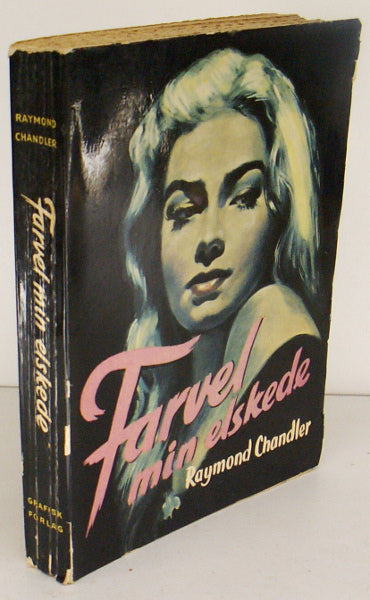 RAYMOND
CHANDLER
Farvel min elskede
GRAFISK
FORLAG
Farvel
min elskede
Raymond Chandler